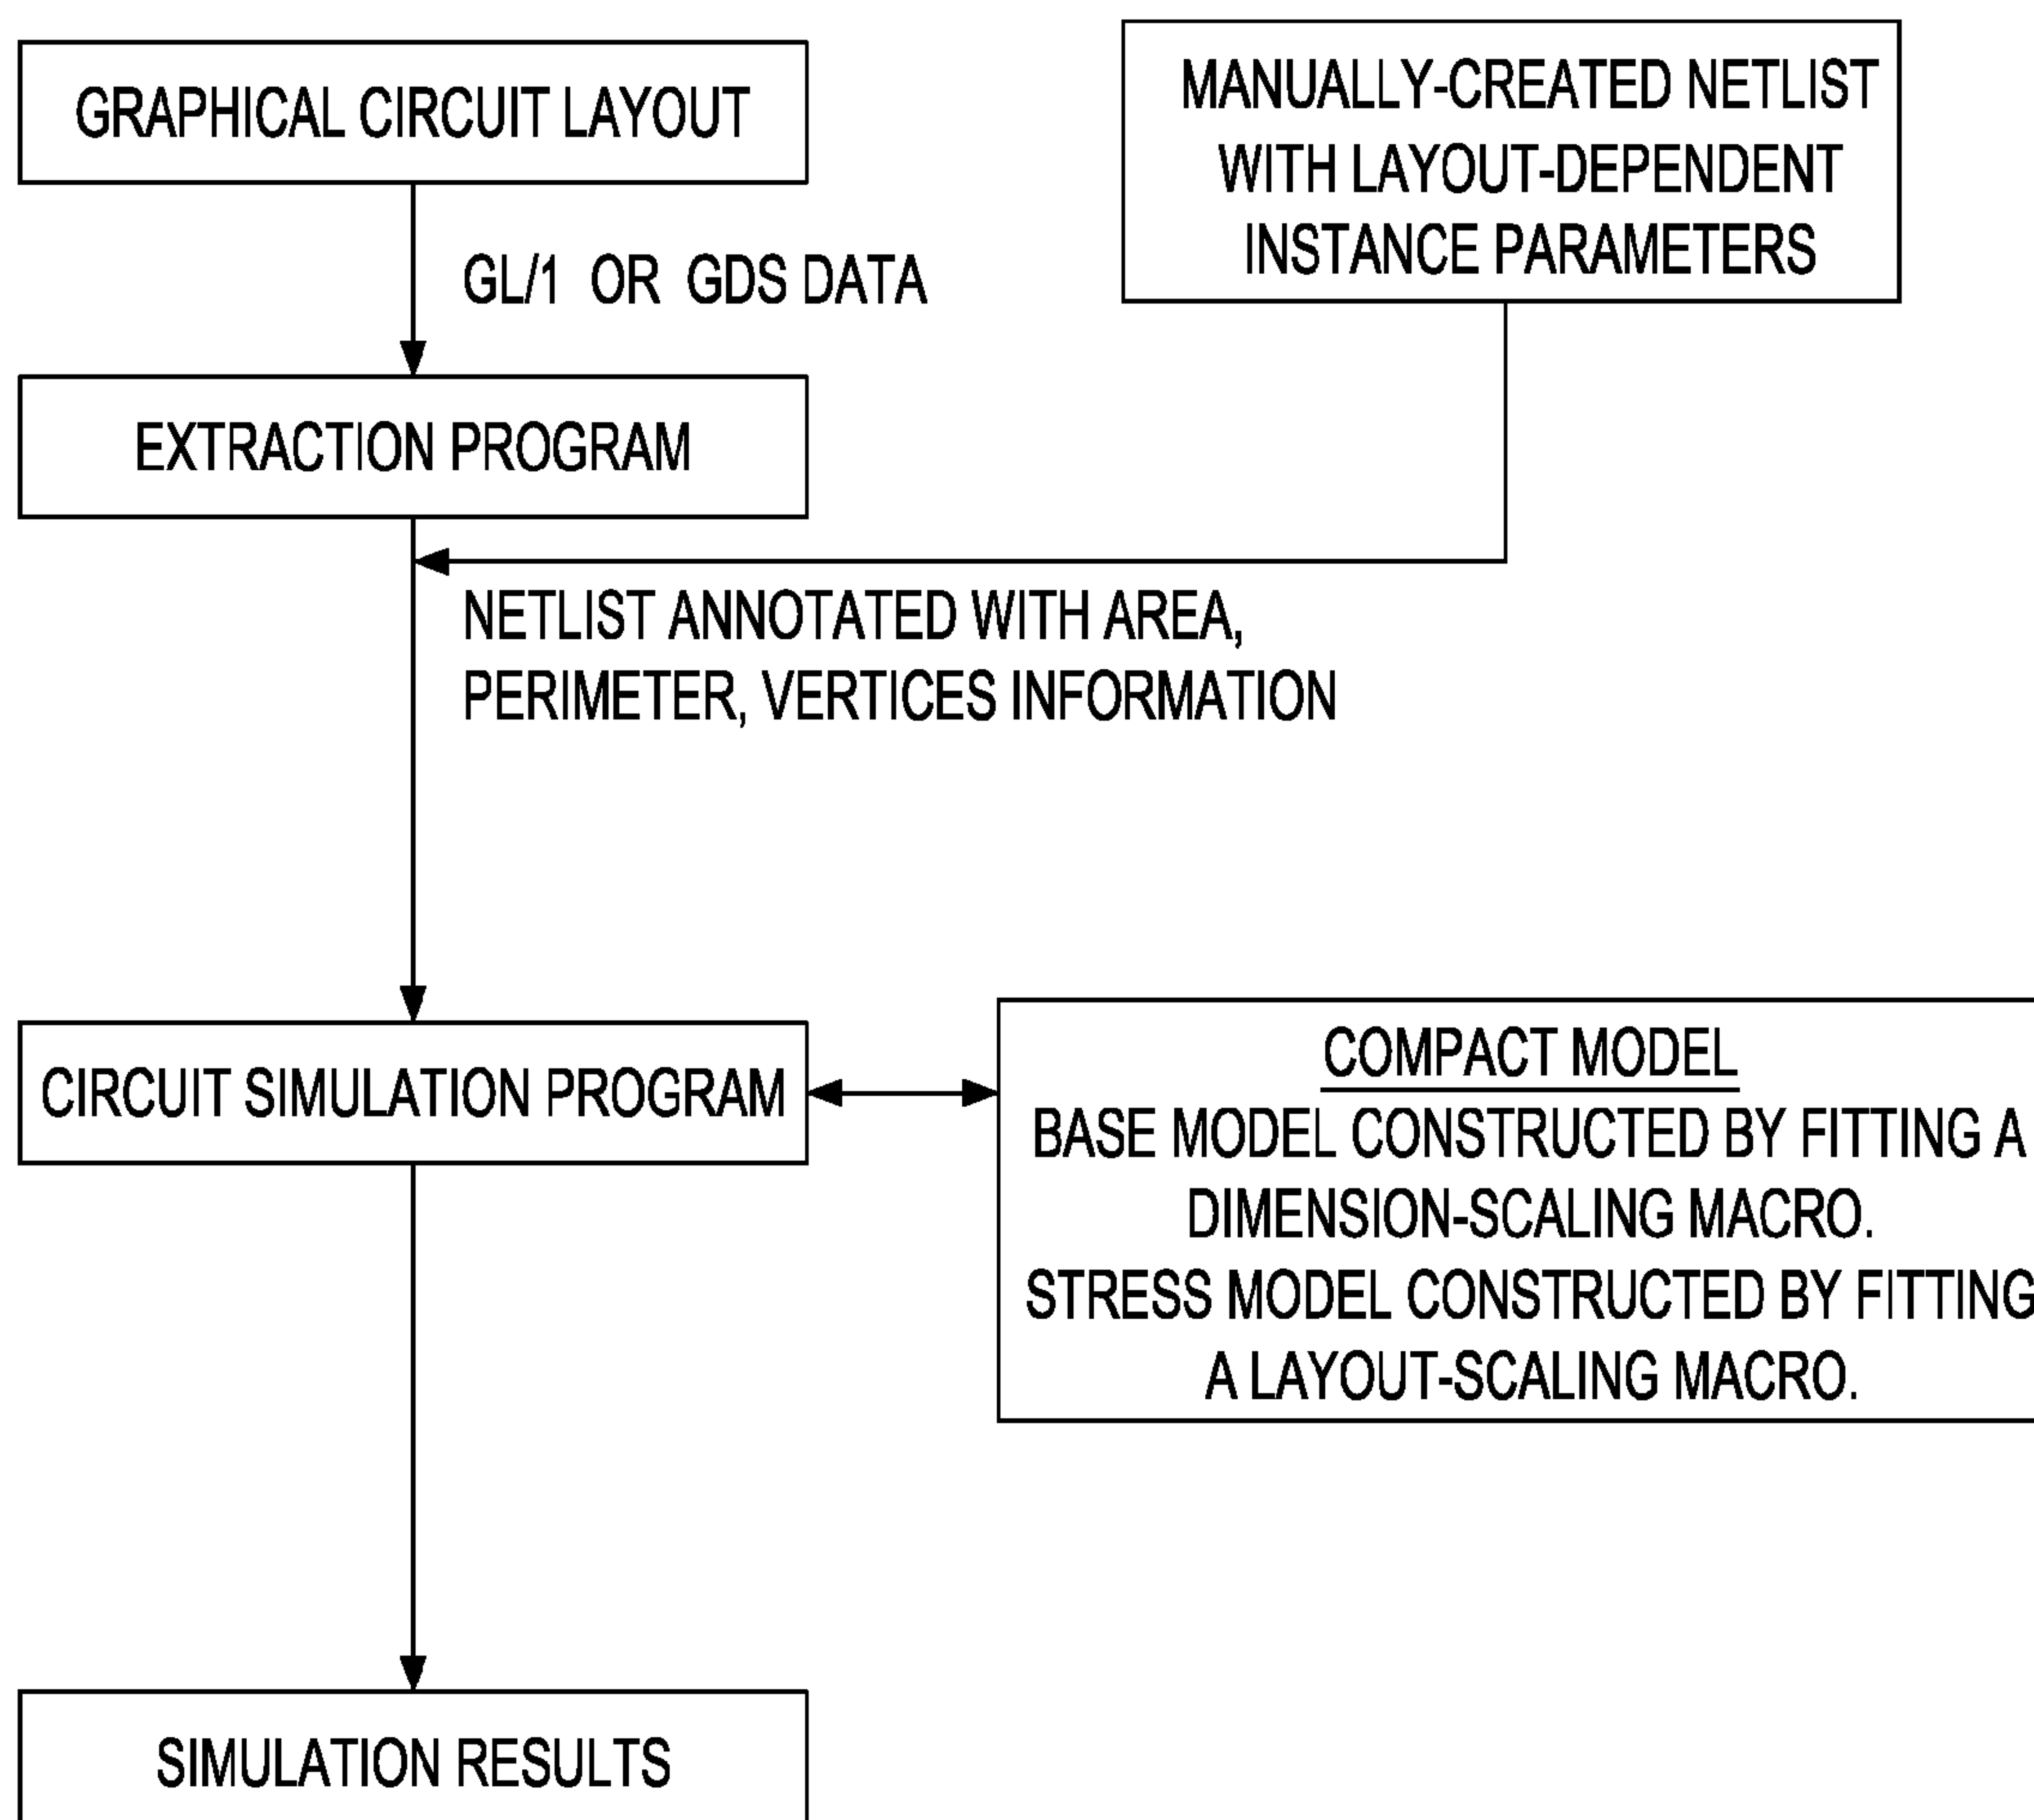 GRAPHICAL CIRCUIT LAYOUT
MANUALLY-CREATED NETLIST
WITH LAYOUT-DEPENDENT
INSTANCE PARAMETERS
GL/1 OR GDS DATA
EXTRACTION PROGRAM
NETLIST ANNOTATED WITH AREA,
PERIMETER, VERTICES INFORMATION
CIRCUIT SIMULATION PROGRAM
COMPACT MODEL
BASE MODEL CONSTRUCTED BY FITTING A
DIMENSION-SCALING MACRO.
STRESS MODEL CONSTRUCTED BY FITTING
A LAYOUT-SCALING MACRO.
SIMULATION RESULTS